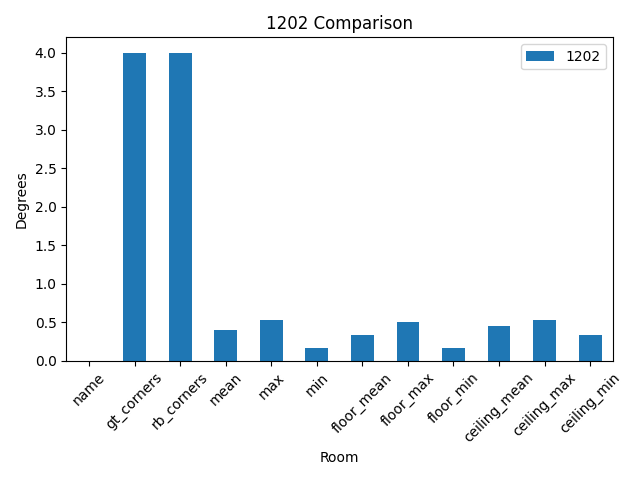 1202 Comparison
1202
Degrees
4.0
3.5
3.0
2.5
2.0
1.5
1.0
0.5
0.0
name
gt_corners
rb_corners
mean
max
min
floor_mean
floor_max
floor_min
ceiling_mean
ceiling_max
ceiling_min
Room